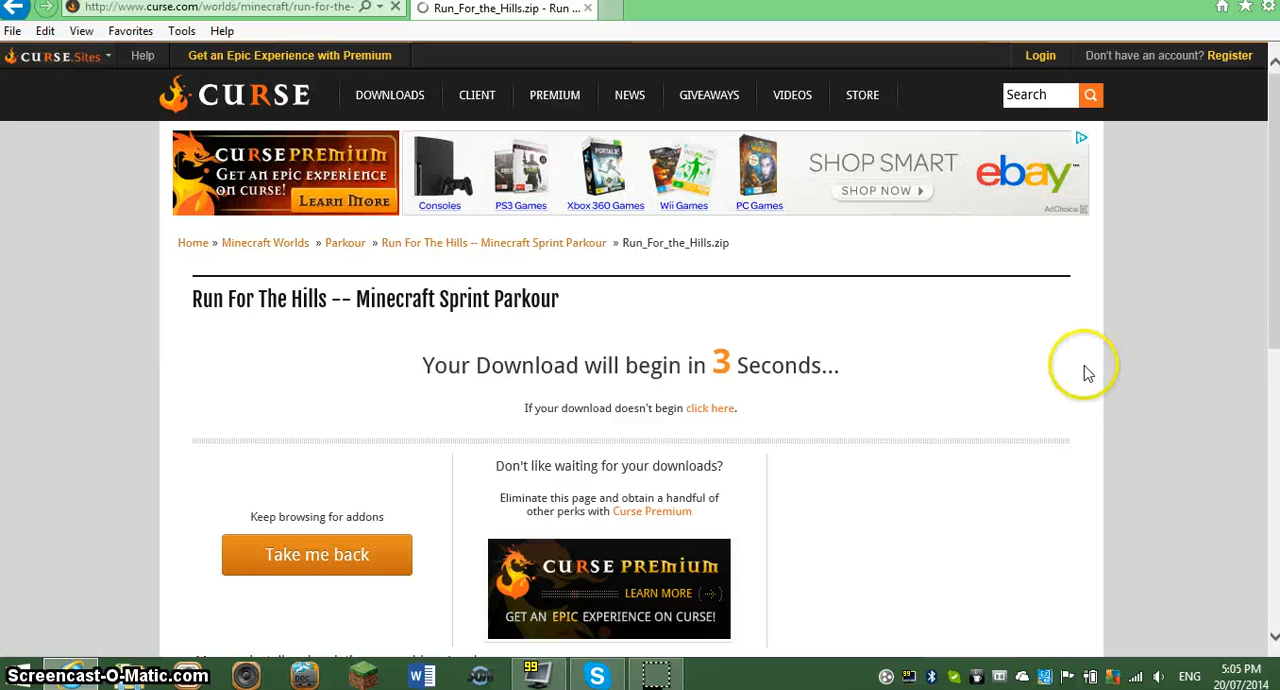 http://www.curse.com/worlds/minecraft/run-for-the-
Run_For_the_Hills.zip - Run ...
File Edit View Favorites Tools Help
CURSE.Sites Help Get an Epic Experience with Premium Login Don't have an account? Register
CURSE DOWNLOADS CLIENT PREMIUM NEWS GIVEAWAYS VIDEOS STORE Search
CURSE PREMIUM
GET AN EPIC EXPERIENCE
ON CURSE!
LEARN MORE
Consoles PS3 Games Xbox 360 Games Wii Games PC Games
SHOP SMART
SHOP NOW
ebay
AdChoice
Home » Minecraft Worlds » Parkour » Run For The Hills -- Minecraft Sprint Parkour » Run_For_the_Hills.zip
Run For The Hills -- Minecraft Sprint Parkour
Your Download will begin in 3 Seconds...
If your download doesn't begin click here.
Keep browsing for addons
Take me back
Don't like waiting for your downloads?
Eliminate this page and obtain a handful of
other perks with Curse Premium
CURSE PREMIUM
LEARN MORE
GET AN EPIC EXPERIENCE ON CURSE!
Screencast-O-Matic.com
99
ENG
5:05 PM
20/07/2014